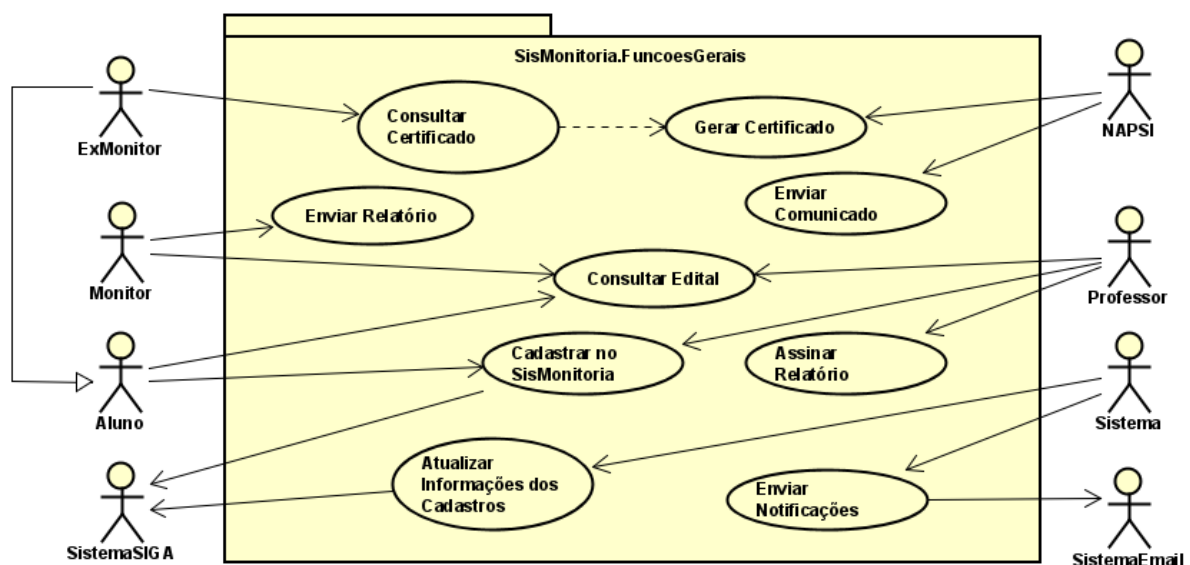 SisMonitoria.FuncoesGerais
ExMonitor
Consultar
Certificado
Gerar Certificado
NAPSI
Enviar
Comunicado
Enviar Relatório
Monitor
Consultar Edital
Professor
Aluno
Cadastrar no
SisMonitoria
Assinar
Relatório
Sistema
SistemaSIGA
Atualizar
Informações dos
Cadastros
Enviar
Notificações
SistemaEmail